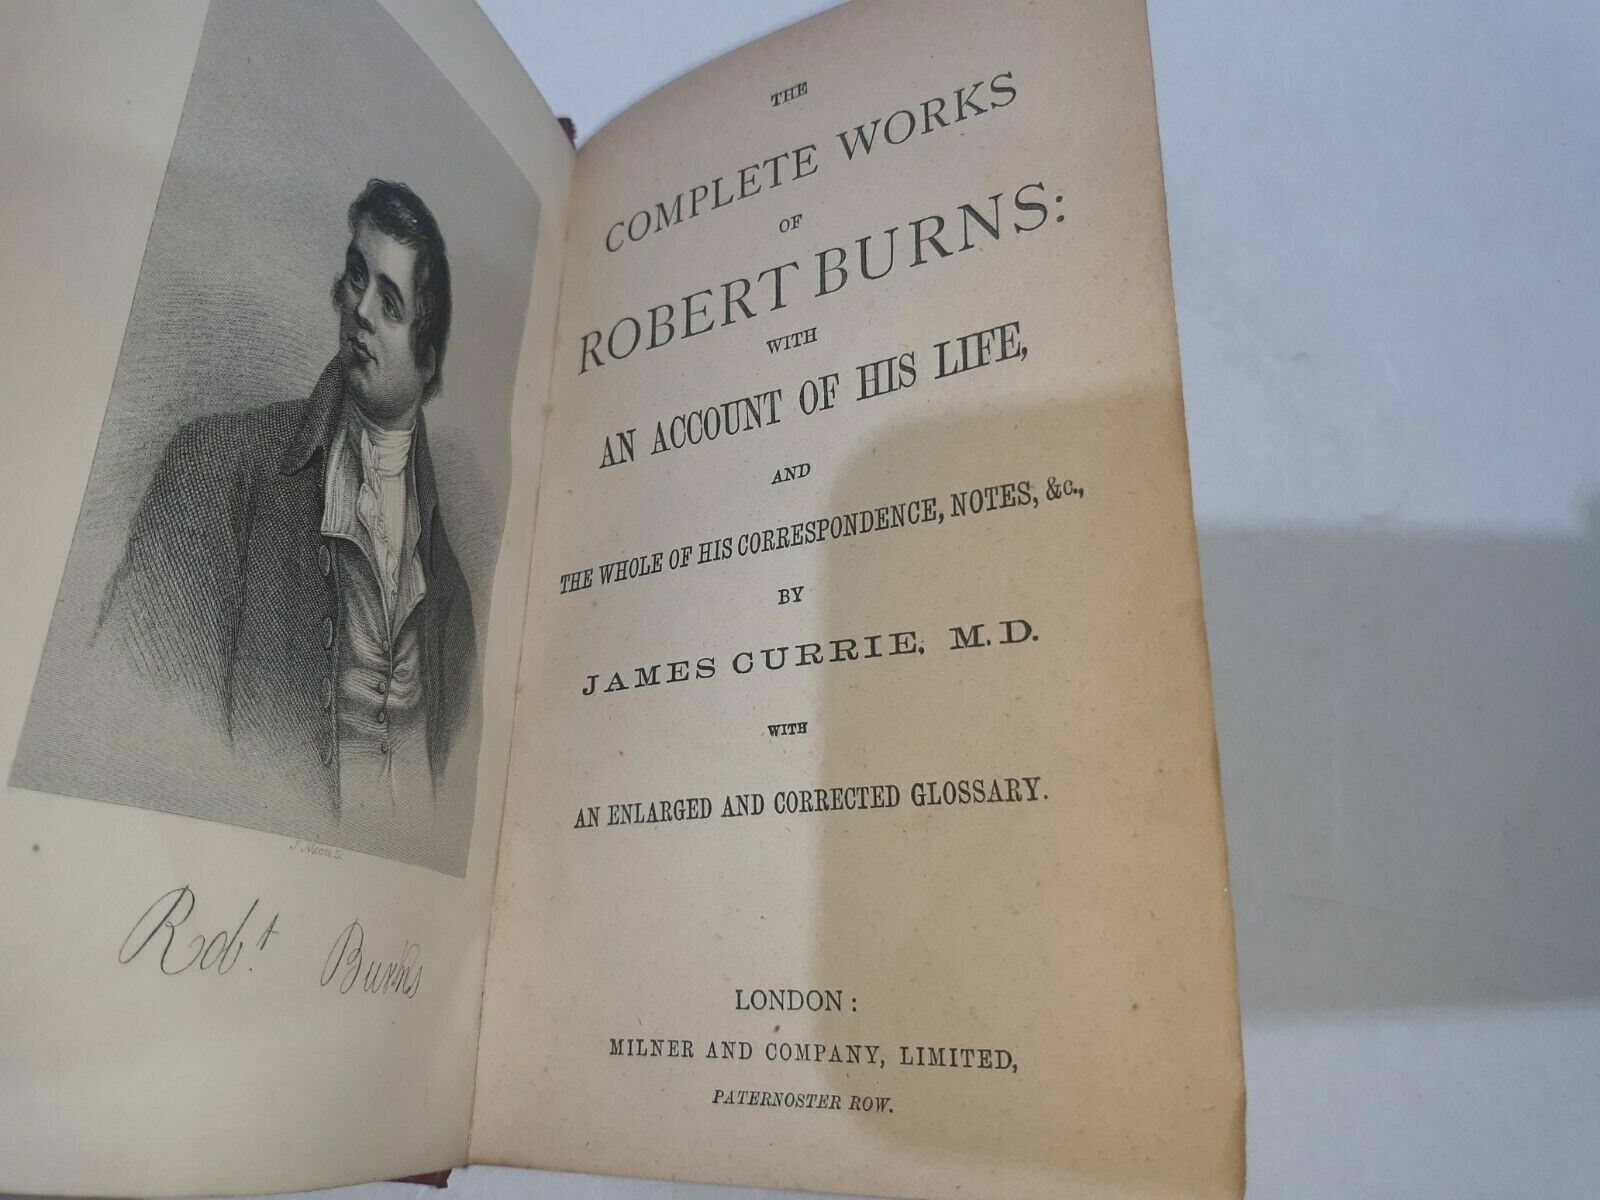 J. Moore S.
Robt. Burns
THE
COMPLETE WORKS
OF
ROBERT BURNS:
WITH
AN ACCOUNT OF HIS LIFE,
AND
THE WHOLE OF HIS CORRESPONDENCE, NOTES, &c.,
BY
JAMES CURRIE, M.D.
WITH
AN ENLARGED AND CORRECTED GLOSSARY.
LONDON:
MILNER AND COMPANY, LIMITED,
PATERNOSTER ROW.